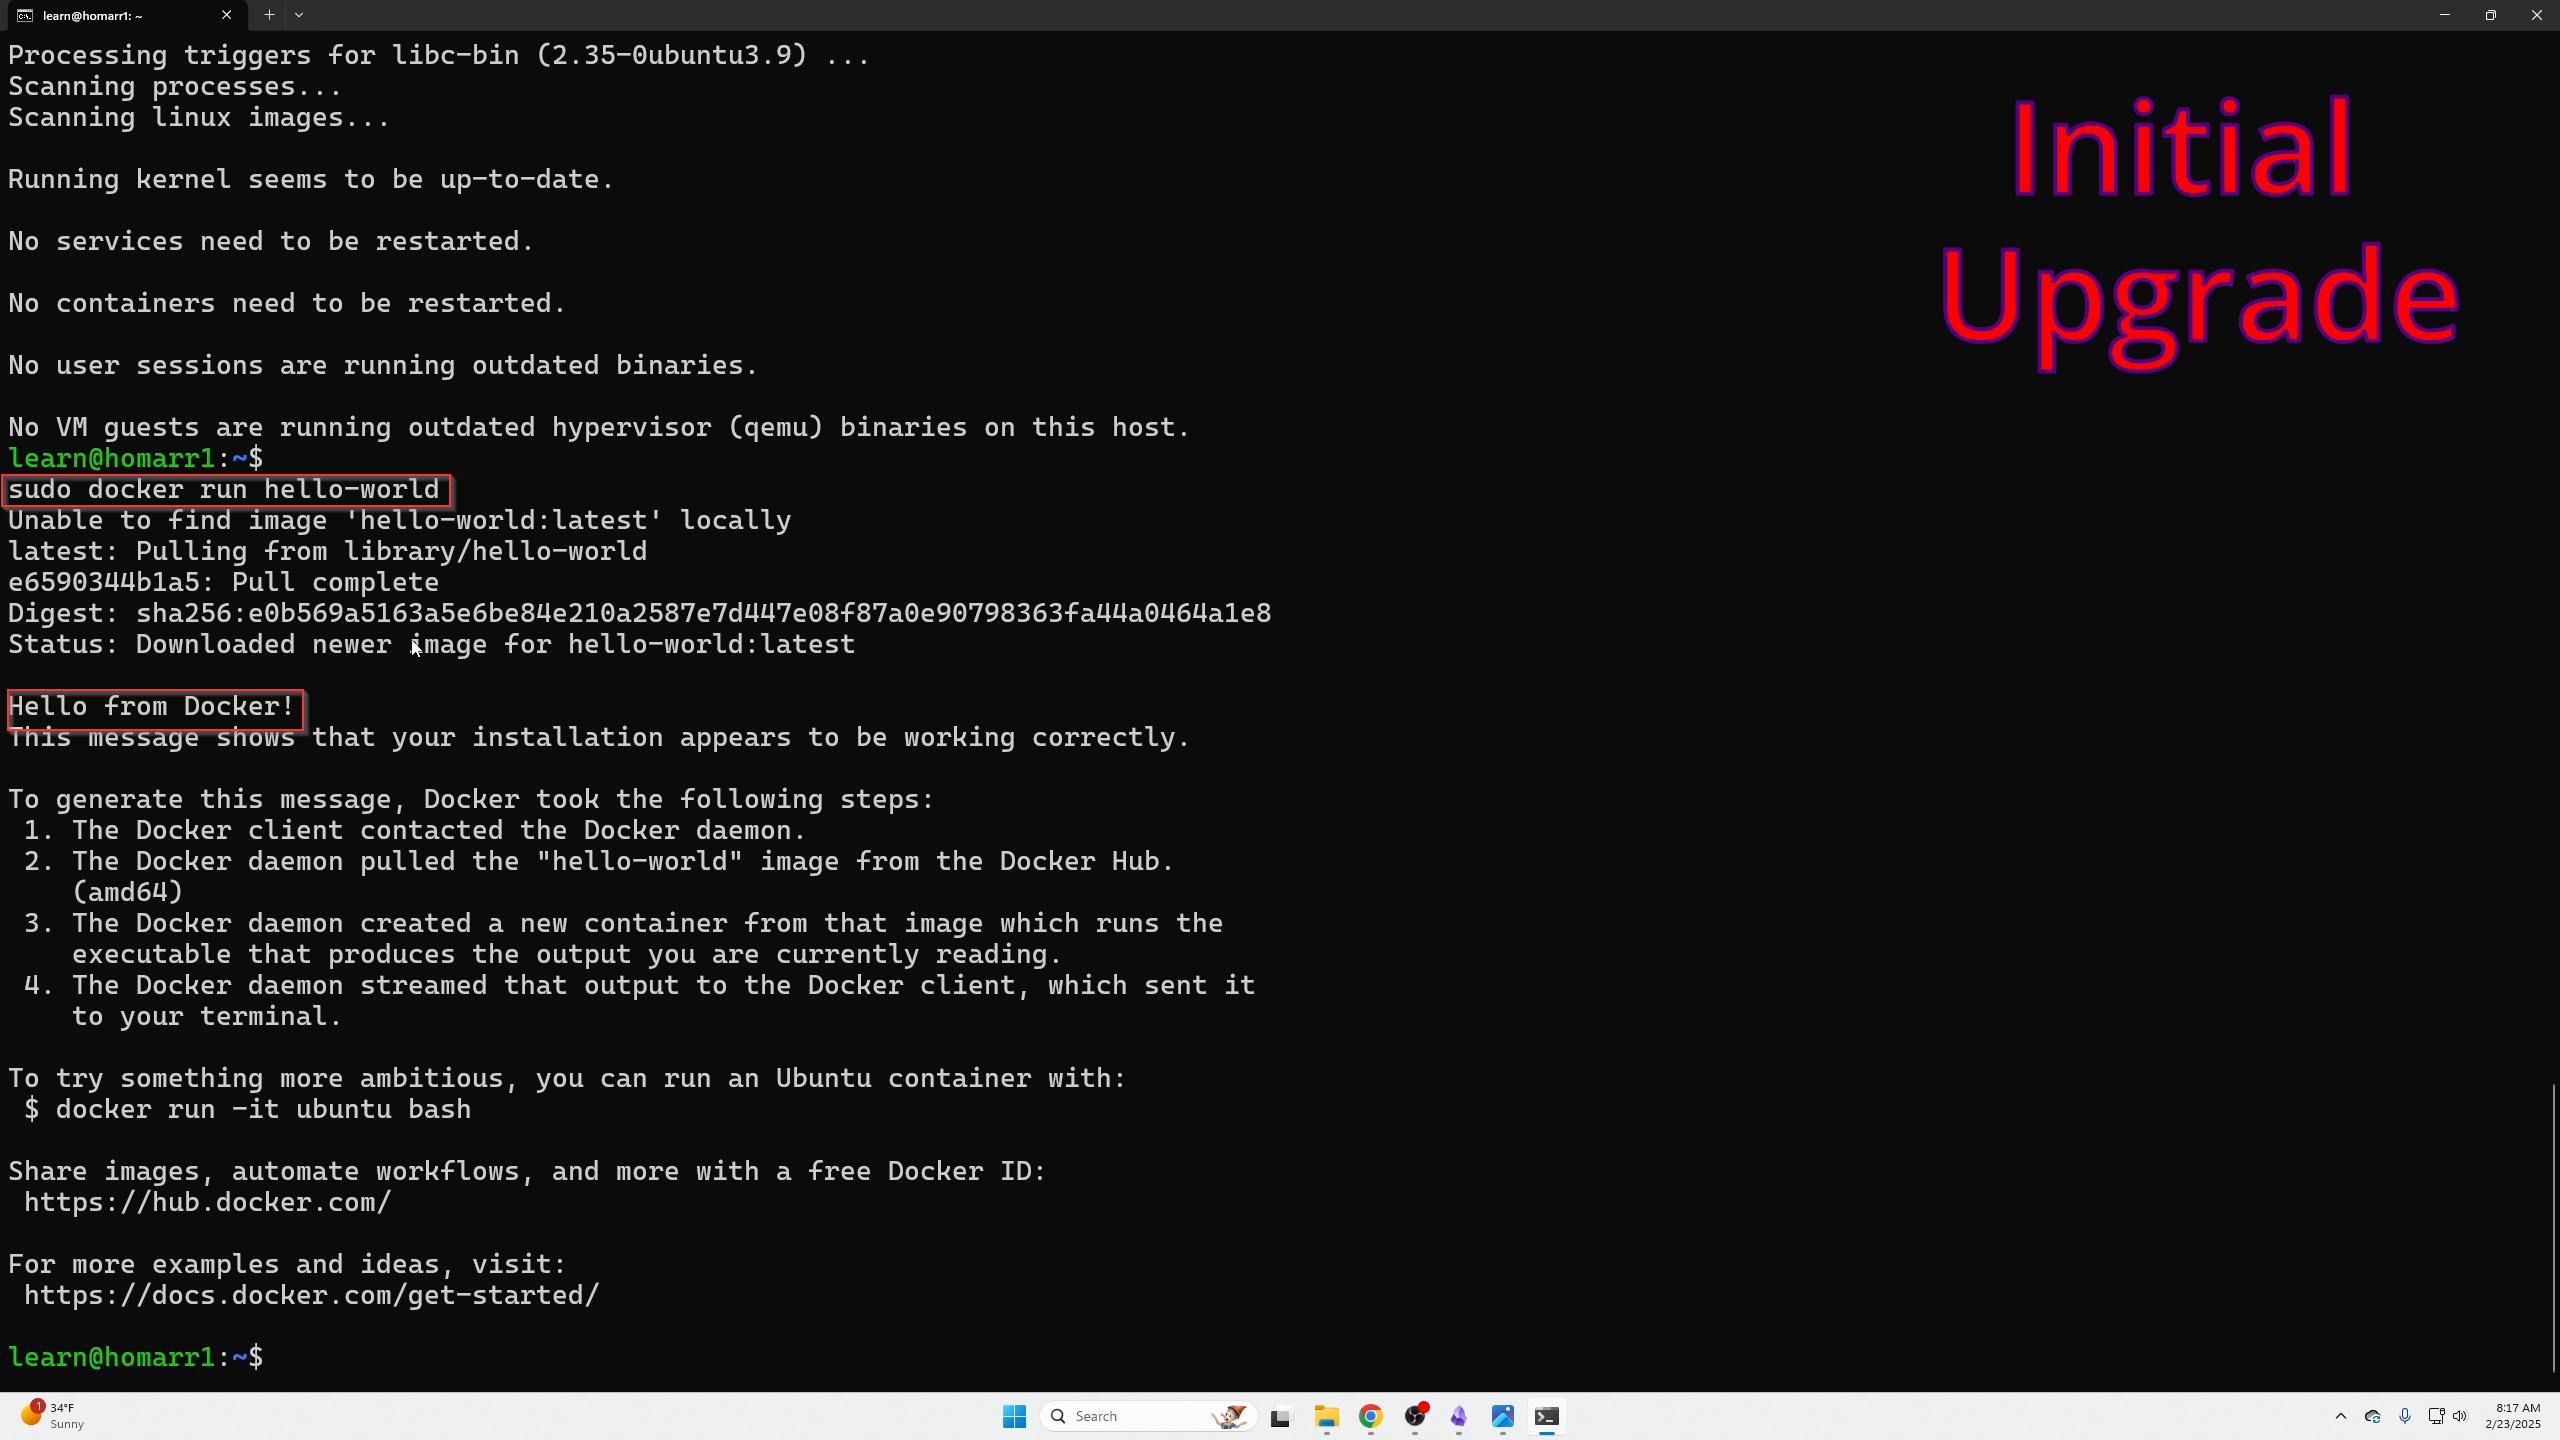 learn@homarr1: ~
Processing triggers for libc-bin (2.35-0ubuntu3.9) ...
Scanning processes...
Scanning linux images...
Running kernel seems to be up-to-date.
No services need to be restarted.
No containers need to be restarted.
No user sessions are running outdated binaries.
No VM guests are running outdated hypervisor (qemu) binaries on this host.
learn@homarr1:~$
sudo docker run hello-world
Unable to find image 'hello-world:latest' locally
latest: Pulling from library/hello-world
e6590344b1a5: Pull complete
Digest: sha256:e0b569a5163a5e6be84e210a2587e7d447e08f87a0e90798363fa44a0464a1e8
Status: Downloaded newer image for hello-world:latest
Hello from Docker!
This message shows that your installation appears to be working correctly.
To generate this message, Docker took the following steps:
1. The Docker client contacted the Docker daemon.
2. The Docker daemon pulled the "hello-world" image from the Docker Hub.
(amd64)
3. The Docker daemon created a new container from that image which runs the
executable that produces the output you are currently reading.
4. The Docker daemon streamed that output to the Docker client, which sent it
to your terminal.
To try something more ambitious, you can run an Ubuntu container with:
$ docker run -it ubuntu bash
Share images, automate workflows, and more with a free Docker ID:
https://hub.docker.com/
For more examples and ideas, visit:
https://docs.docker.com/get-started/
learn@homarr1:~$
Initial
Upgrade
1
34°F
Sunny
Search
8:17 AM
2/23/2025